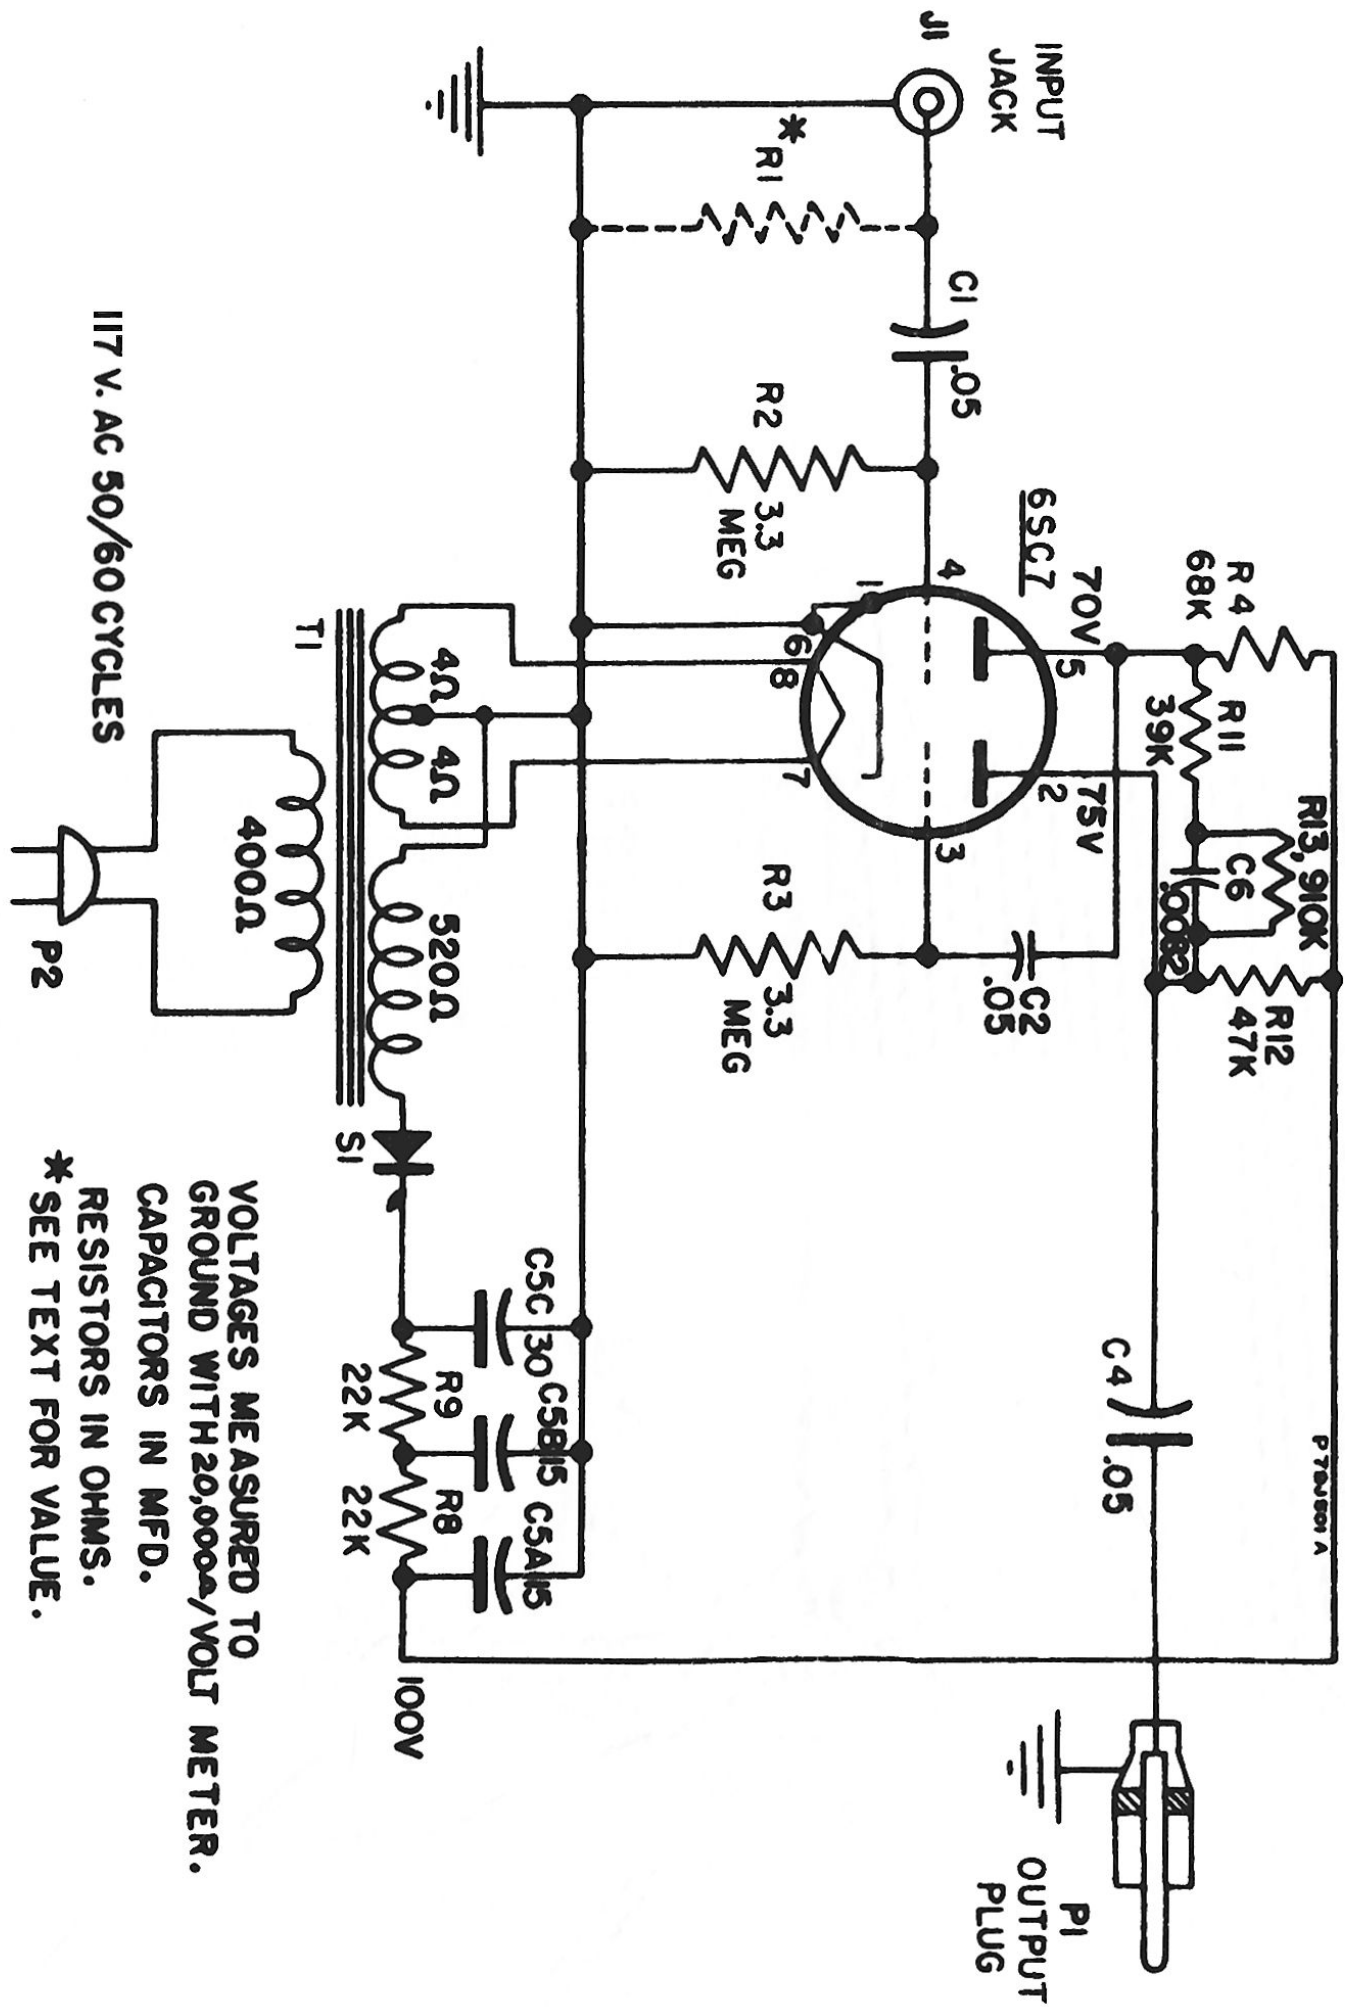 INPUT
JACK
J1
*
R1
C1
.05
R2
3.3
MEG
6SC7
4
1
6
8
7
3
2
5
70V
75V
R4
68K
R11
39K
R13, 910K
C6
.0082
R12
47K
C2
.05
R3
3.3
MEG
C4
.05
P1
OUTPUT
PLUG
117 V. AC 50/60 CYCLES
T1
4Ω
4Ω
400Ω
520Ω
P2
S1
C5C 30
C5B 15
C5A 15
R9
22K
R8
22K
100V
VOLTAGES MEASURED TO
GROUND WITH 20,000Ω/VOLT METER.
CAPACITORS IN MFD.
RESISTORS IN OHMS.
*SEE TEXT FOR VALUE.